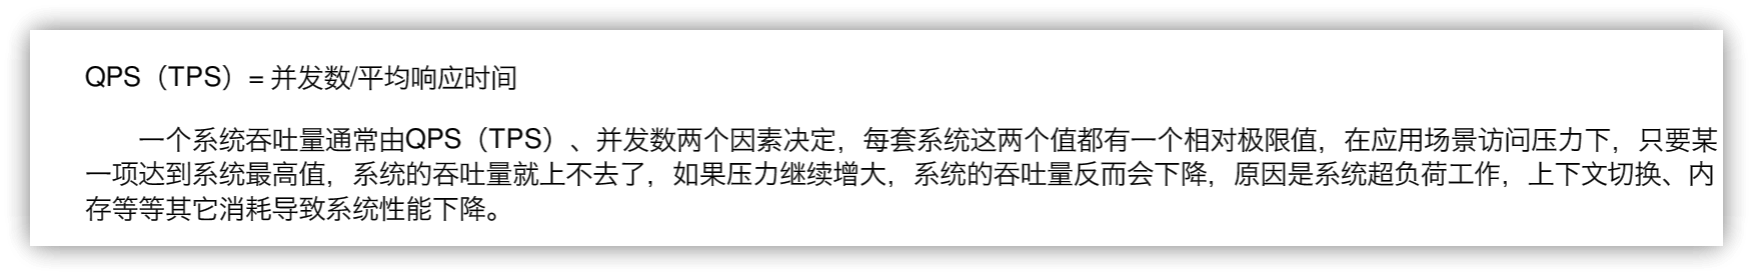 QPS（TPS）= 并发数/平均响应时间
一个系统吞吐量通常由QPS（TPS）、并发数两个因素决定，每套系统这两个值都有一个相对极限值，在应用场景访问压力下，只要某
一项达到系统最高值，系统的吞吐量就上不去了，如果压力继续增大，系统的吞吐量反而会下降，原因是系统超负荷工作，上下文切换、内
存等等其它消耗导致系统性能下降。